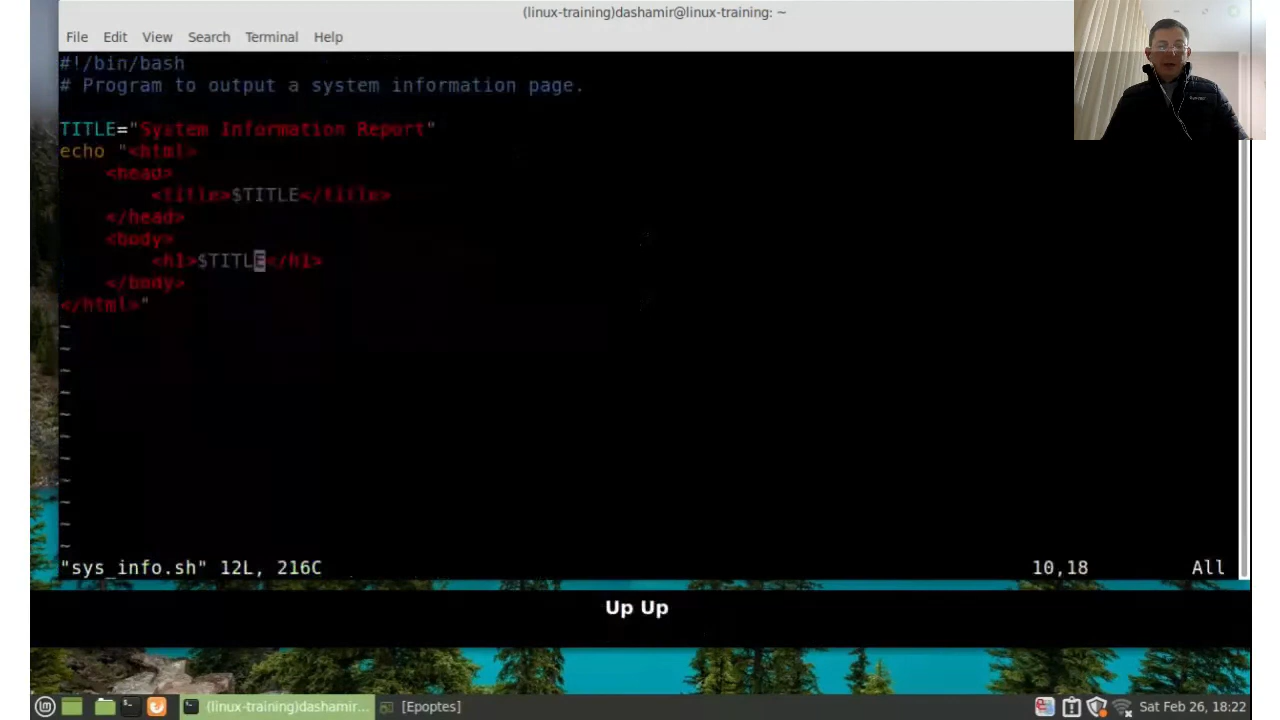 (linux-training)dashamir@linux-training: ~
File Edit View Search Terminal Help
#!/bin/bash
# Program to output a system information page.
TITLE="System Information Report"
echo "<html>
<head>
<title>$TITLE</title>
</head>
<body>
<h1>$TITLE</h1>
</body>
</html>"
~
~
~
~
~
~
~
~
~
~
~
"sys_info.sh" 12L, 216C 10,18 All
Up Up
(linux-training)dashamir... [Epoptes] Sat Feb 26, 18:22